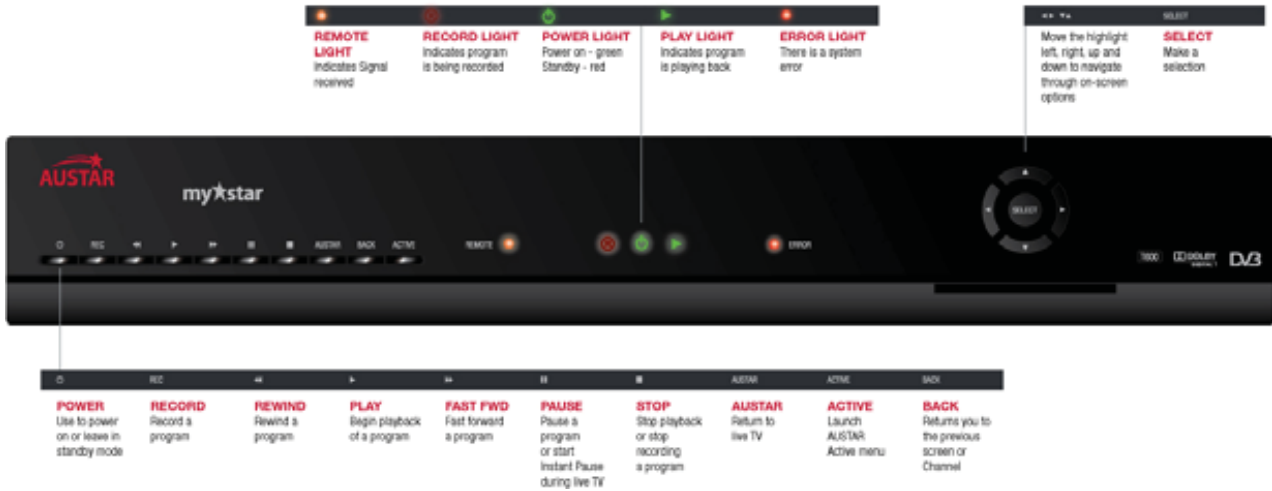 SELECT
REMOTE LIGHT
Indicates Signal received
RECORD LIGHT
Indicates program is being recorded
POWER LIGHT
Power on - green
Standby - red
PLAY LIGHT
Indicates program is playing back
ERROR LIGHT
There is a system error
Move the highlight
left, right, up and
down to navigate
through on-screen
options
SELECT
Make a
selection
AUSTAR
my★star
REC
AUSTAR
BACK
ACTIVE
REMOTE
ERROR
SELECT
DOLBY
DIGITAL
DVB
REC
AUSTAR
ACTIVE
BACK
POWER
Use to power
on or leave in
standby mode
RECORD
Record a
program
REWIND
Rewind a
program
PLAY
Begin playback
of a program
FAST FWD
Fast forward
a program
PAUSE
Pause a
program
or start
Instant Pause
during live TV
STOP
Stop playback
or stop
recording
a program
AUSTAR
Return to
live TV
ACTIVE
Launch
AUSTAR
Active menu
BACK
Returns you to
the previous
screen or
Channel